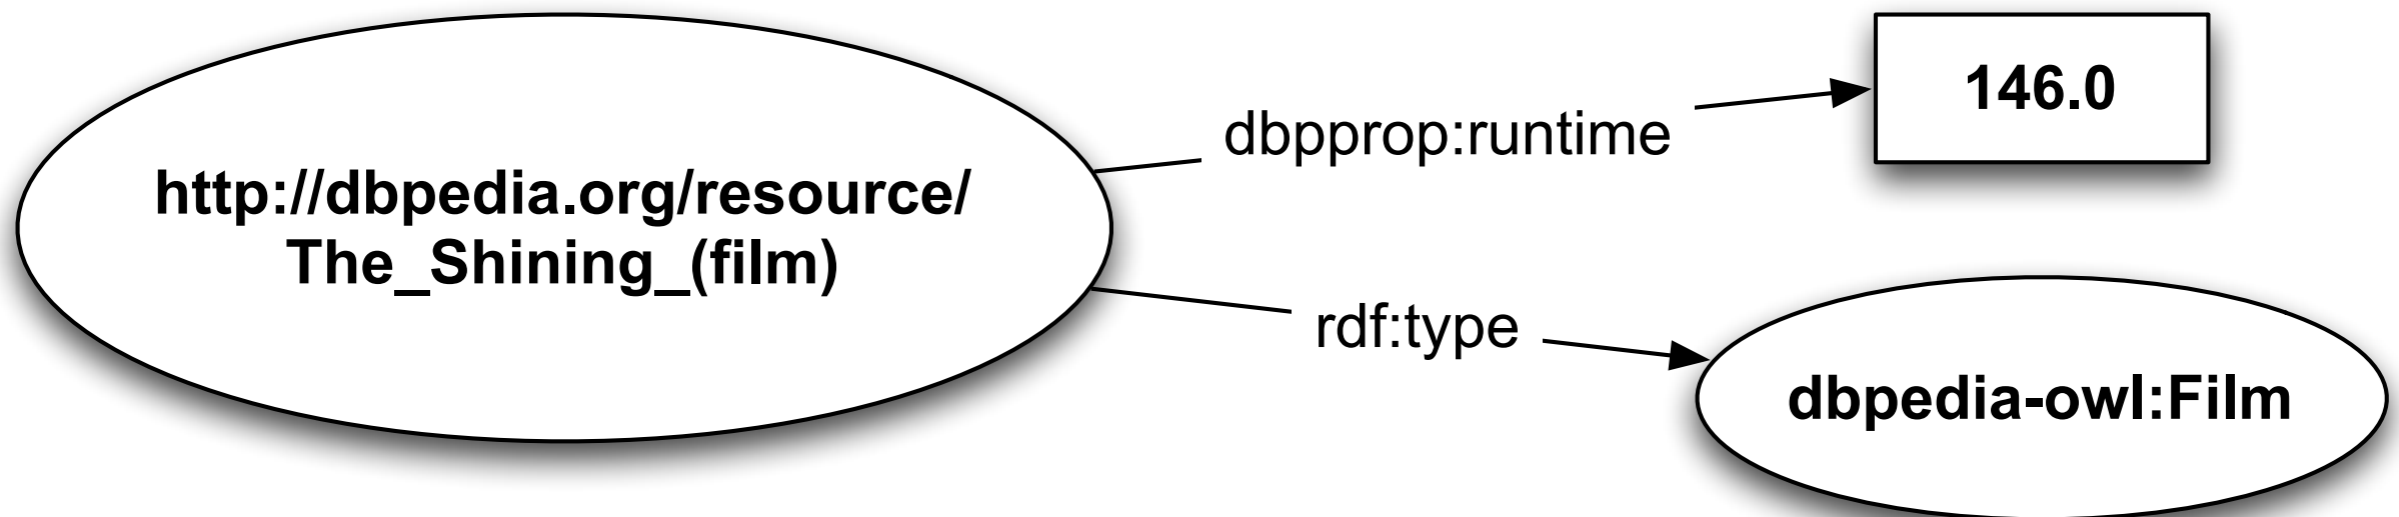 http://dbpedia.org/resource/
The_Shining_(film)
dbpprop:runtime
146.0
rdf:type
dbpedia-owl:Film